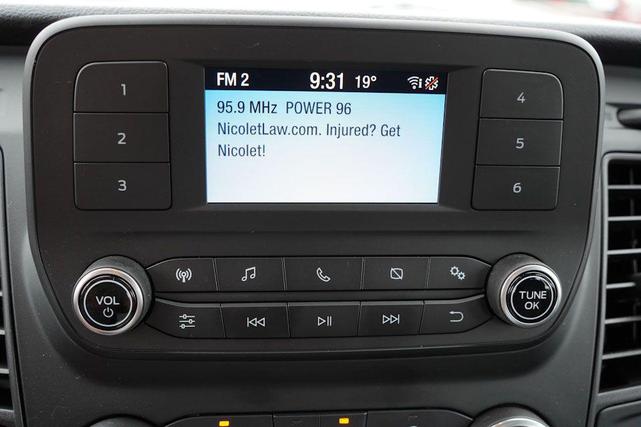 FM 2 9:31 19°
95.9 MHz POWER 96
NicoletLaw.com. Injured? Get
Nicolet!
1 4
2 5
3 6
VOL
TUNE
OK